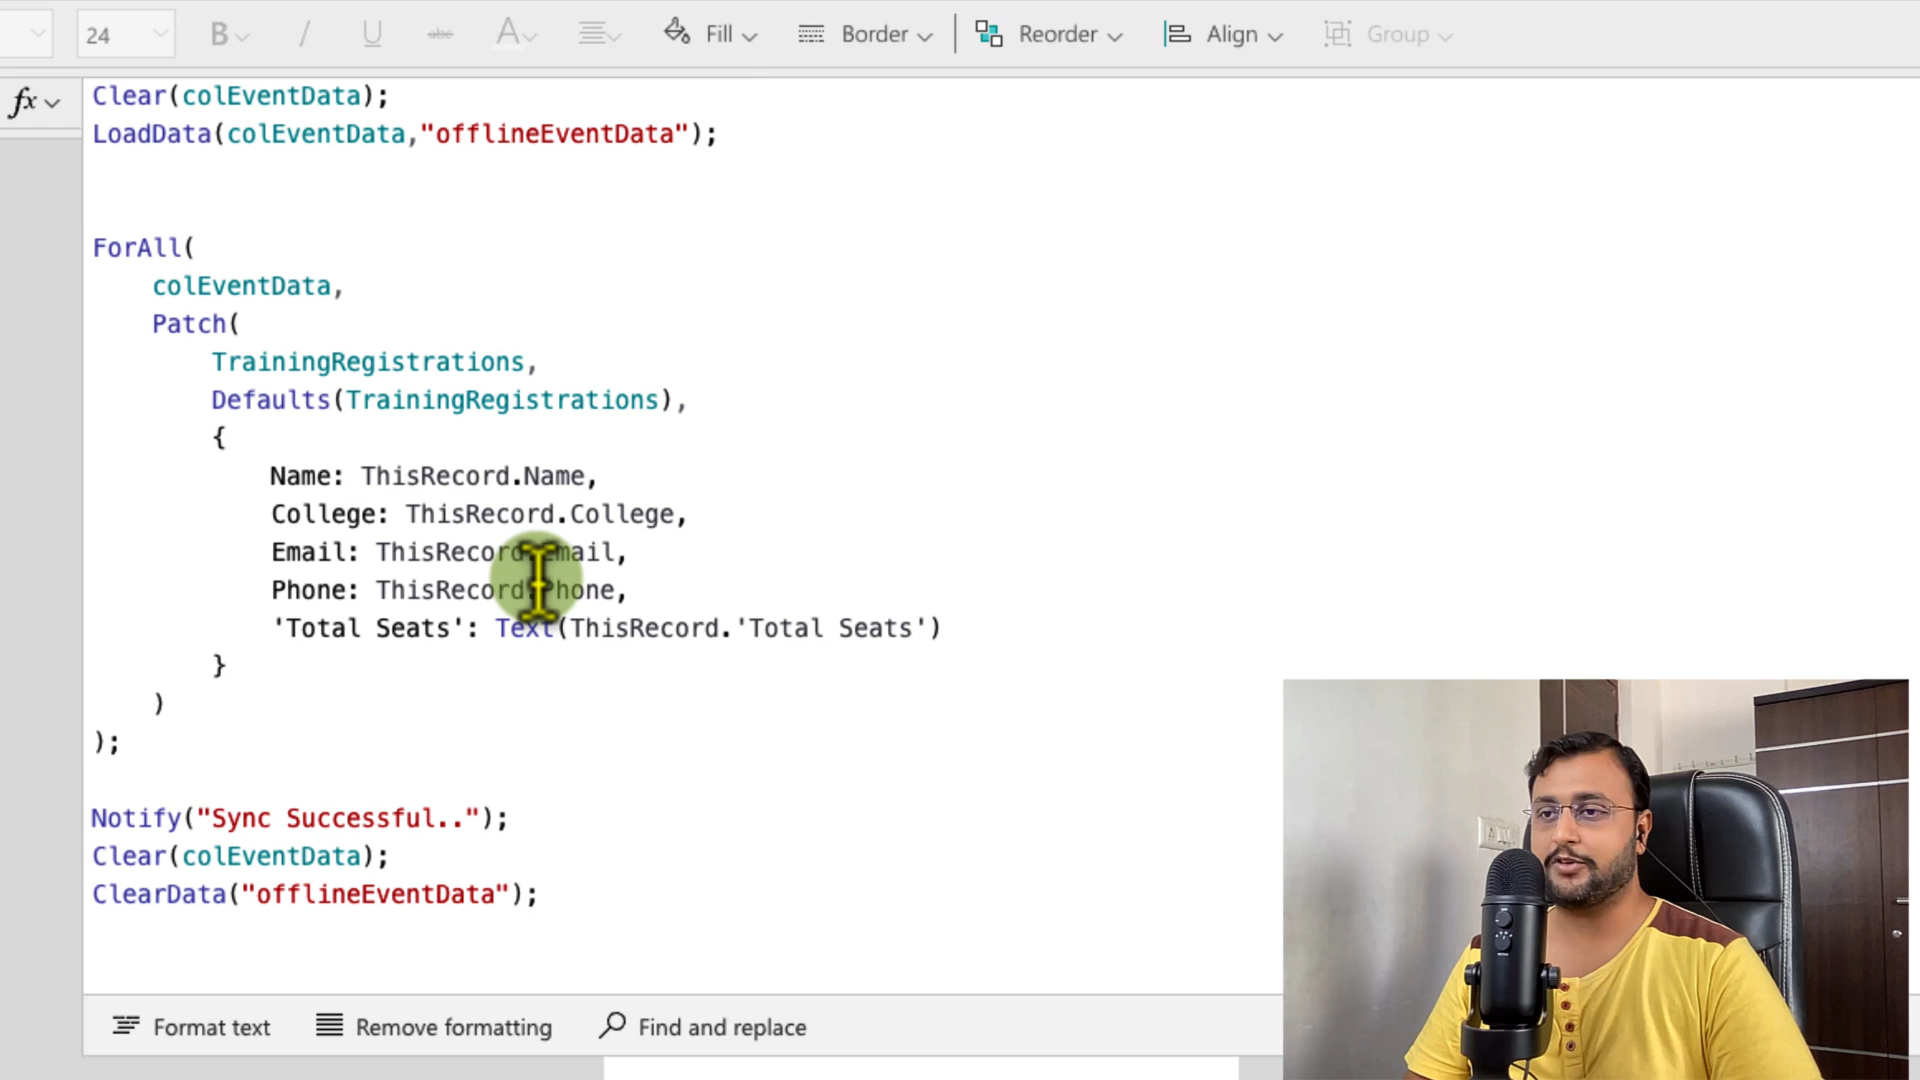 24 B / U abc A Fill Border Reorder Align Group
fx
Clear(colEventData);
LoadData(colEventData,"offlineEventData");
ForAll(
colEventData,
Patch(
TrainingRegistrations,
Defaults(TrainingRegistrations),
{
Name: ThisRecord.Name,
College: ThisRecord.College,
Email: ThisRecord.Email,
Phone: ThisRecord.Phone,
'Total Seats': Text(ThisRecord.'Total Seats')
}
)
);
Notify("Sync Successful..");
Clear(colEventData);
ClearData("offlineEventData");
Format text Remove formatting Find and replace